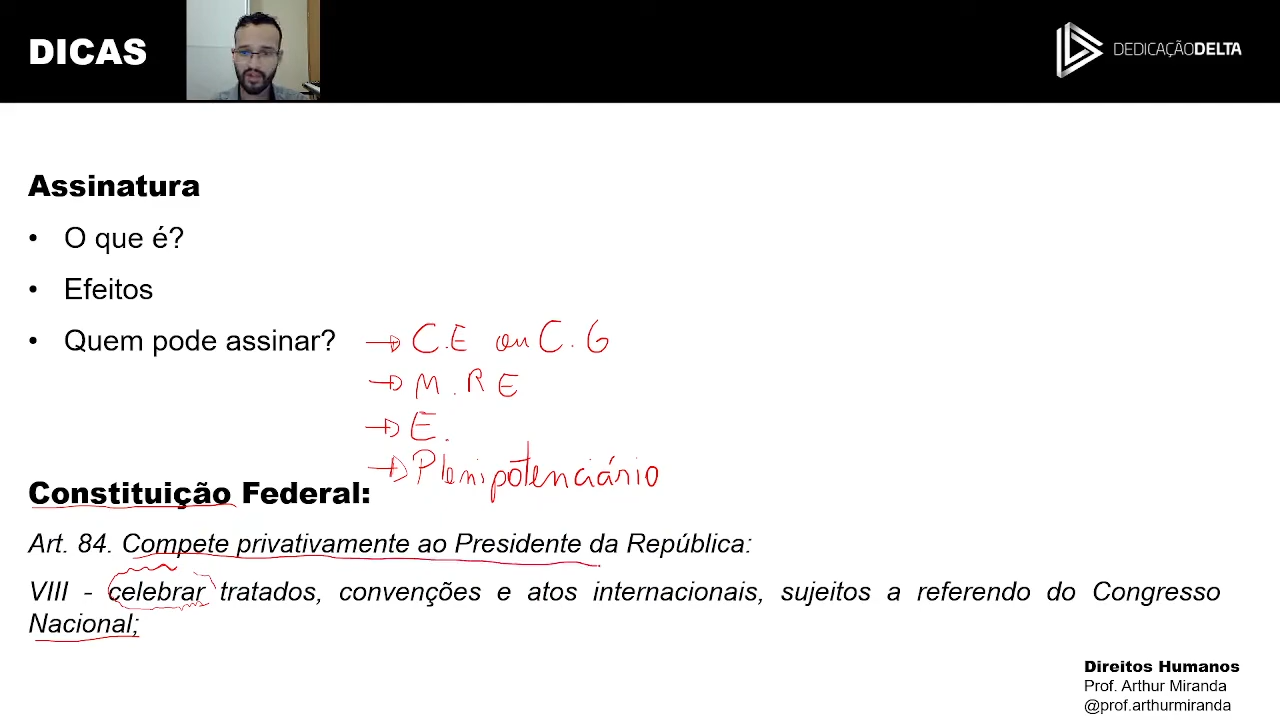 DICAS
DEDICAÇÃODELTA
Assinatura
• O que é?
• Efeitos
• Quem pode assinar? → C.E ou C.G
→ M.RE
→ E.
→ Plenipotenciário
Constituição Federal:
Art. 84. Compete privativamente ao Presidente da República:
VIII - celebrar tratados, convenções e atos internacionais, sujeitos a referendo do Congresso
Nacional;
Direitos Humanos
Prof. Arthur Miranda
@prof.arthurmiranda